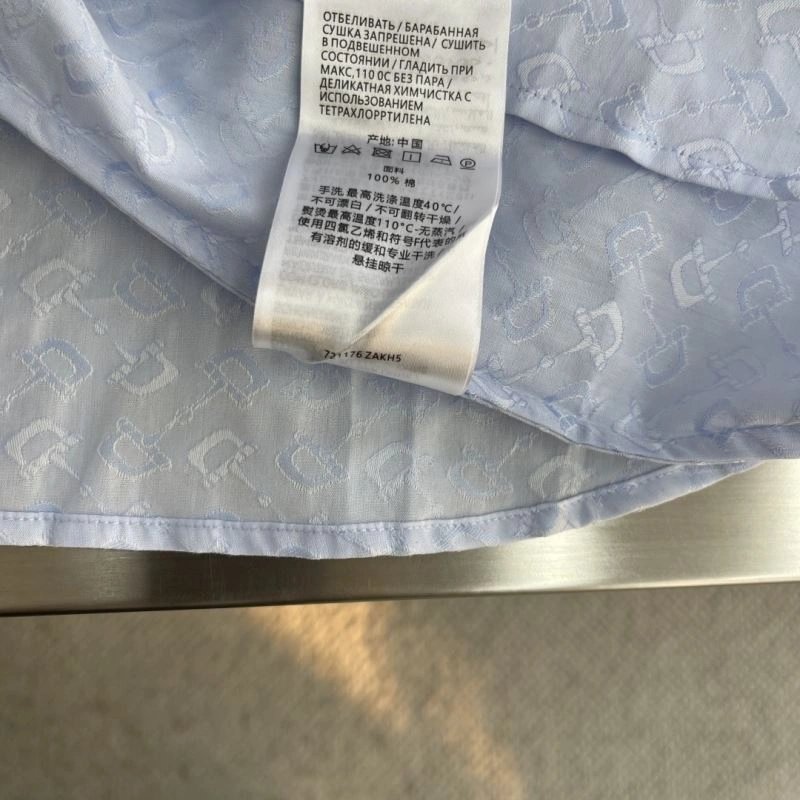 ОТБЕЛИВАТЬ / БАРАБАННАЯ
СУШКА ЗАПРЕШЕНА/ СУШИТЬ
В ПОДВЕШЕННОМ
СОСТОЯНИИ / ГЛАДИТЬ ПРИ
МАКС,110 0С БЕЗ ПАРА /
ДЕЛИКАТНАЯ ХИМЧИСТКА С
ИСПОЛЬЗОВАНИЕМ
ТЕТРАХЛОРРТИЛЕНА
产地: 中国
面料
100% 棉
手洗,最高洗涤温度40℃/
不可漂白 / 不可翻转干燥 /
熨烫最高温度110°C-无蒸汽/
使用四氯乙烯和符号F代表的
有溶剂的缓和专业干洗/
悬挂晾干
ZAKH5